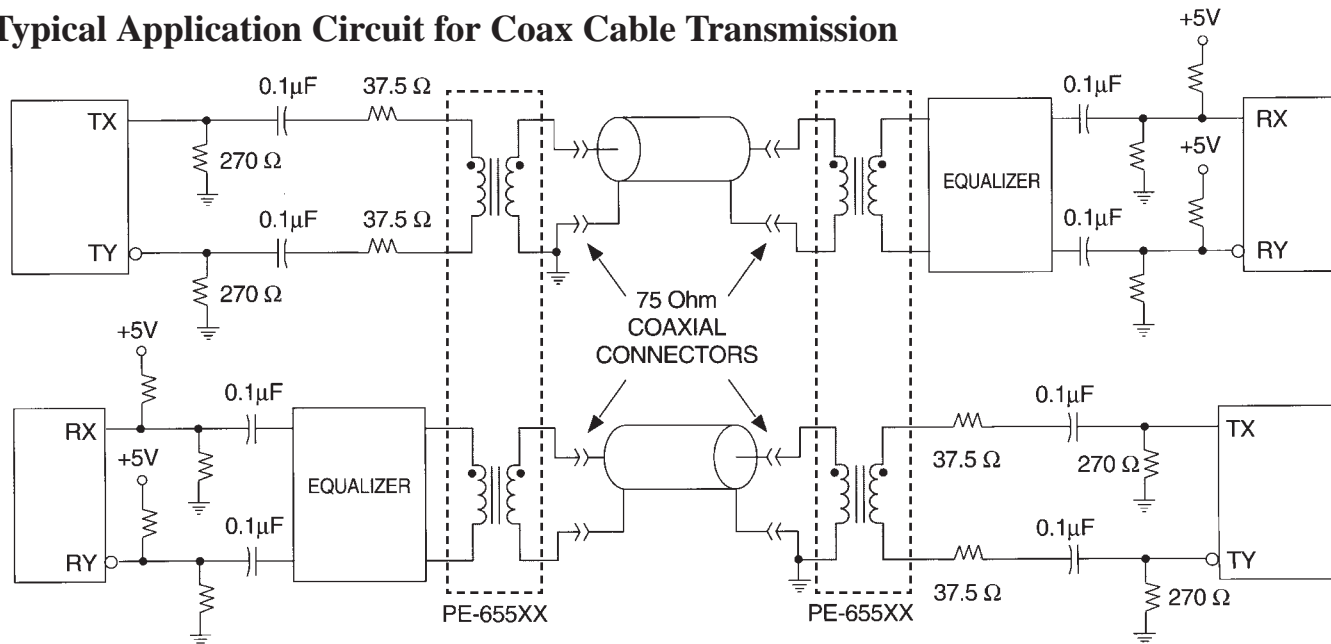 Typical Application Circuit for Coax Cable Transmission
+5V
0.1µF
37.5 Ω
0.1µF
TX
RX
270 Ω
+5V
EQUALIZER
0.1µF
37.5 Ω
0.1µF
TY
RY
270 Ω
75 Ohm
COAXIAL
CONNECTORS
+5V
0.1µF
0.1µF
RX
TX
+5V
37.5 Ω
270 Ω
EQUALIZER
0.1µF
0.1µF
RY
TY
37.5 Ω
270 Ω
PE-655XX
PE-655XX